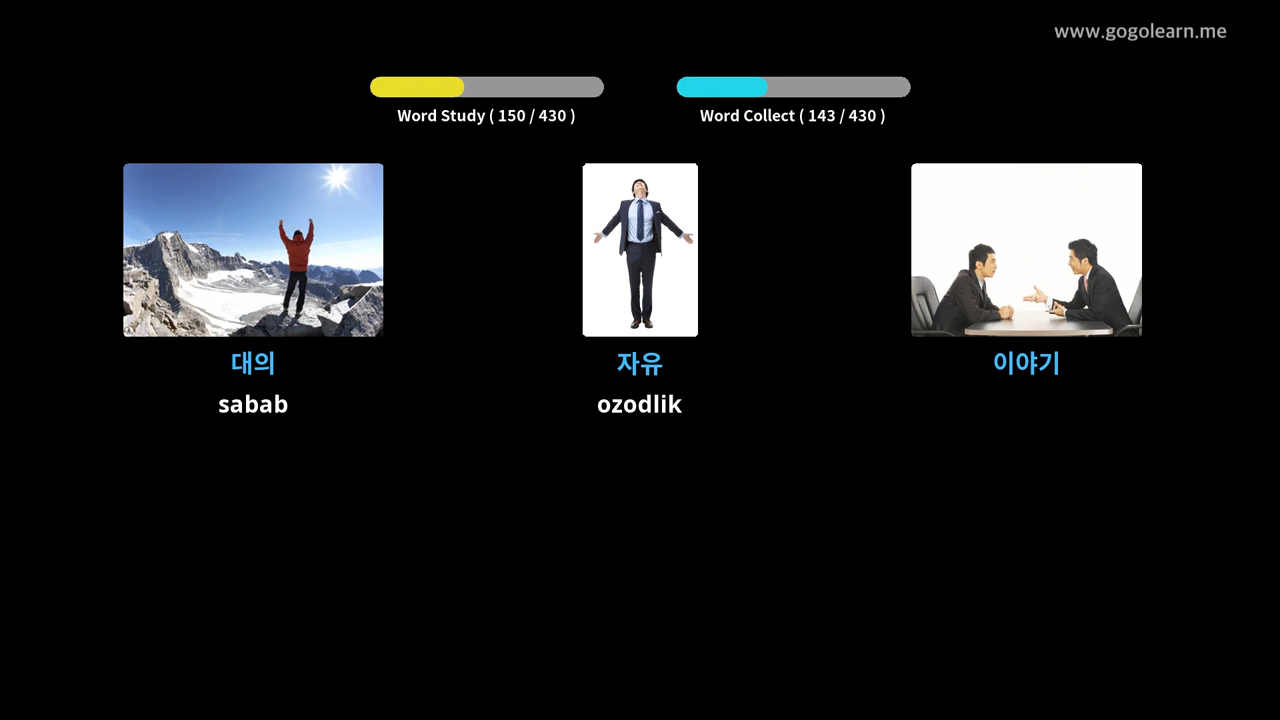 www.gogolearn.me
Word Study ( 150 / 430 )
Word Collect ( 143 / 430 )
대의
자유
이야기
sabab
ozodlik